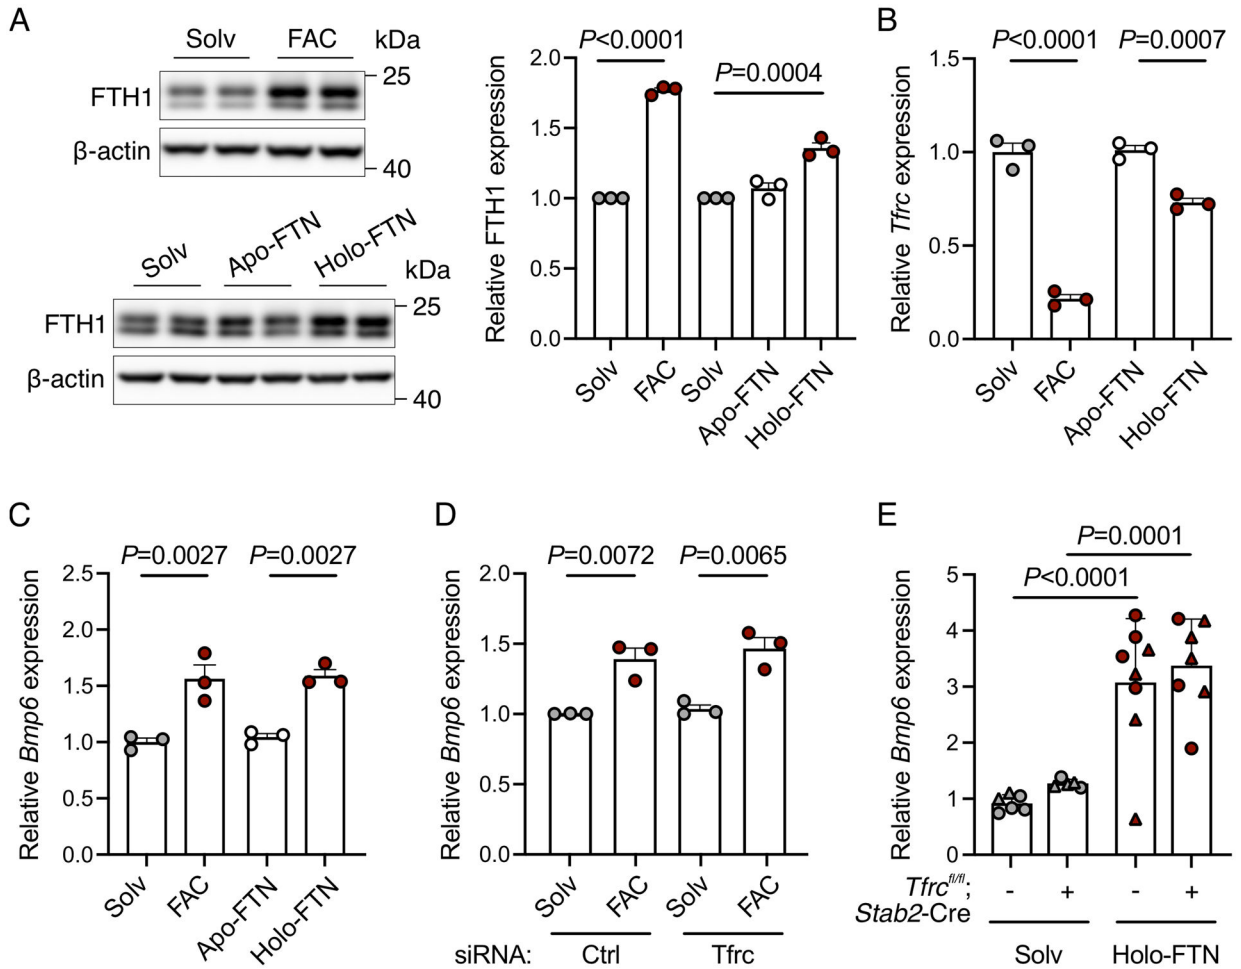 A
Solv FAC kDa
FTH1
25
β-actin
40
Solv Apo-FTN Holo-FTN kDa
FTH1
25
β-actin
40
Relative FTH1 expression
P<0.0001
P=0.0004
2.0
1.5
1.0
0.5
0.0
Solv FAC Solv Apo-FTN Holo-FTN
B
Relative Tfrc expression
P<0.0001 P=0.0007
1.5
1.0
0.5
0.0
Solv FAC Apo-FTN Holo-FTN
C
Relative Bmp6 expression
P=0.0027 P=0.0027
2.5
2.0
1.5
1.0
0.5
0.0
Solv FAC Apo-FTN Holo-FTN
D
Relative Bmp6 expression
P=0.0072 P=0.0065
2.0
1.5
1.0
0.5
0.0
Solv FAC Solv FAC
siRNA: Ctrl Tfrc
E
Relative Bmp6 expression
P=0.0001
P<0.0001
5
4
3
2
1
0
Tfrcfl/fl; - + - +
Stab2-Cre
Solv Holo-FTN